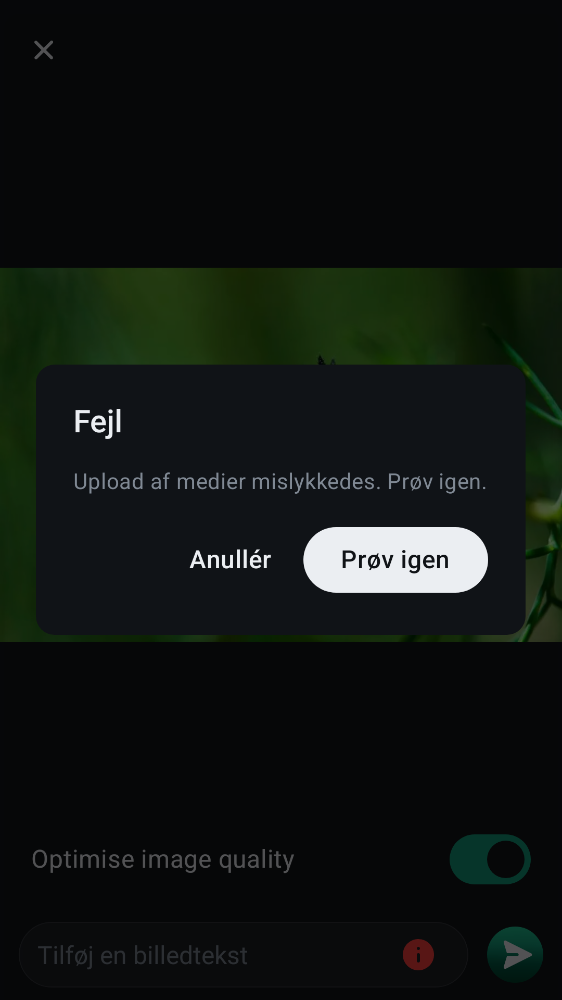 Fejl
Upload af medier mislykkedes. Prøv igen.
Anullér
Prøv igen
Optimise image quality
Tilføj en billedtekst